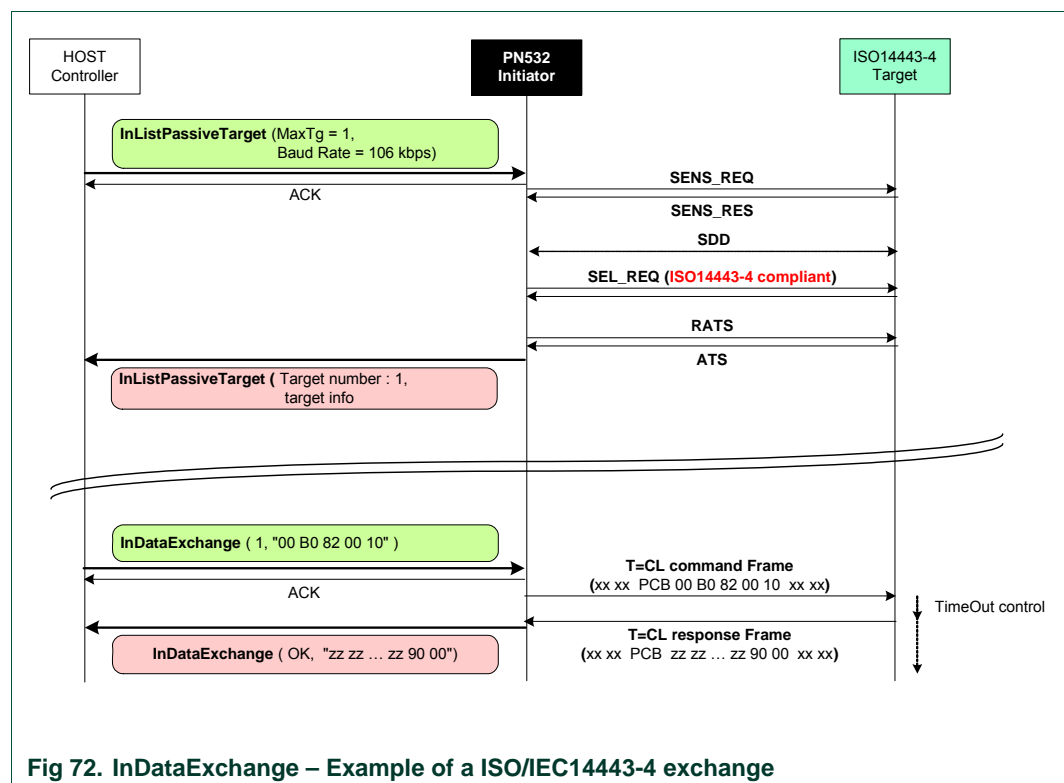 HOST
Controller
PN532
Initiator
ISO14443-4
Target
InListPassiveTarget (MaxTg = 1,
Baud Rate = 106 kbps)
ACK
SENS_REQ
SENS_RES
SDD
SEL_REQ (ISO14443-4 compliant)
RATS
ATS
InListPassiveTarget ( Target number : 1,
target info
InDataExchange ( 1, "00 B0 82 00 10" )
ACK
T=CL command Frame
(xx xx PCB 00 B0 82 00 10 xx xx)
TimeOut control
InDataExchange ( OK, "zz zz … zz 90 00")
T=CL response Frame
(xx xx PCB zz zz … zz 90 00 xx xx)
Fig 72. InDataExchange – Example of a ISO/IEC14443-4 exchange